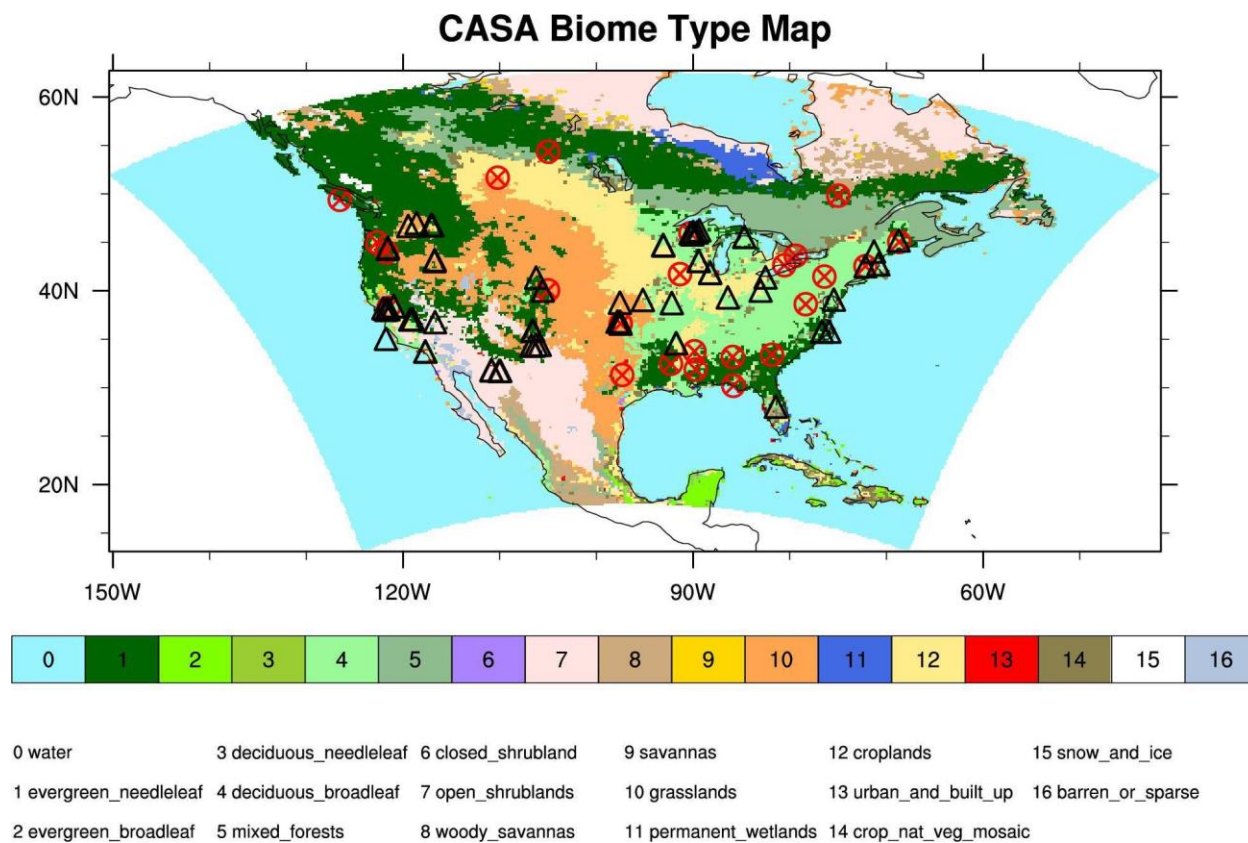 CASA Biome Type Map
60N
40N
20N
150W 120W 90W 60W
0 1 2 3 4 5 6 7 8 9 10 11 12 13 14 15 16
0 water 3 deciduous_needleleaf 6 closed_shrubland 9 savannas 12 croplands 15 snow_and_ice
1 evergreen_needleleaf 4 deciduous_broadleaf 7 open_shrublands 10 grasslands 13 urban_and_built_up 16 barren_or_sparse
2 evergreen_broadleaf 5 mixed_forests 8 woody_savannas 11 permanent_wetlands 14 crop_nat_veg_mosaic